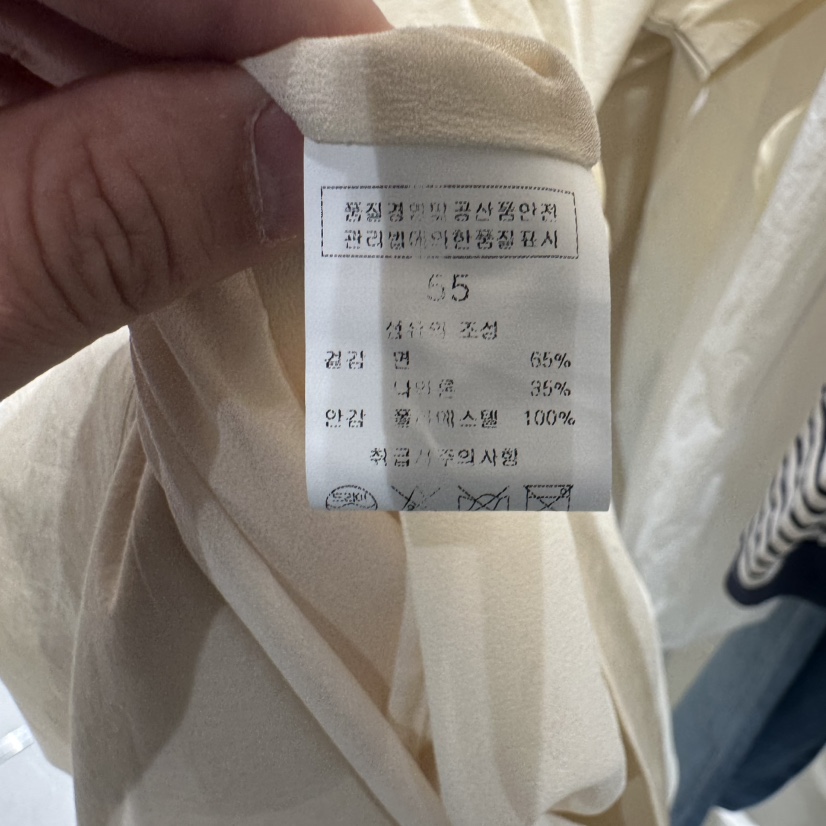 품질경영및공산품안전
관리법에의한품질표시
55
섬유의 조성
겉감 면 65%
나일론 35%
안감 폴리에스텔 100%
취급시주의사항
드라이